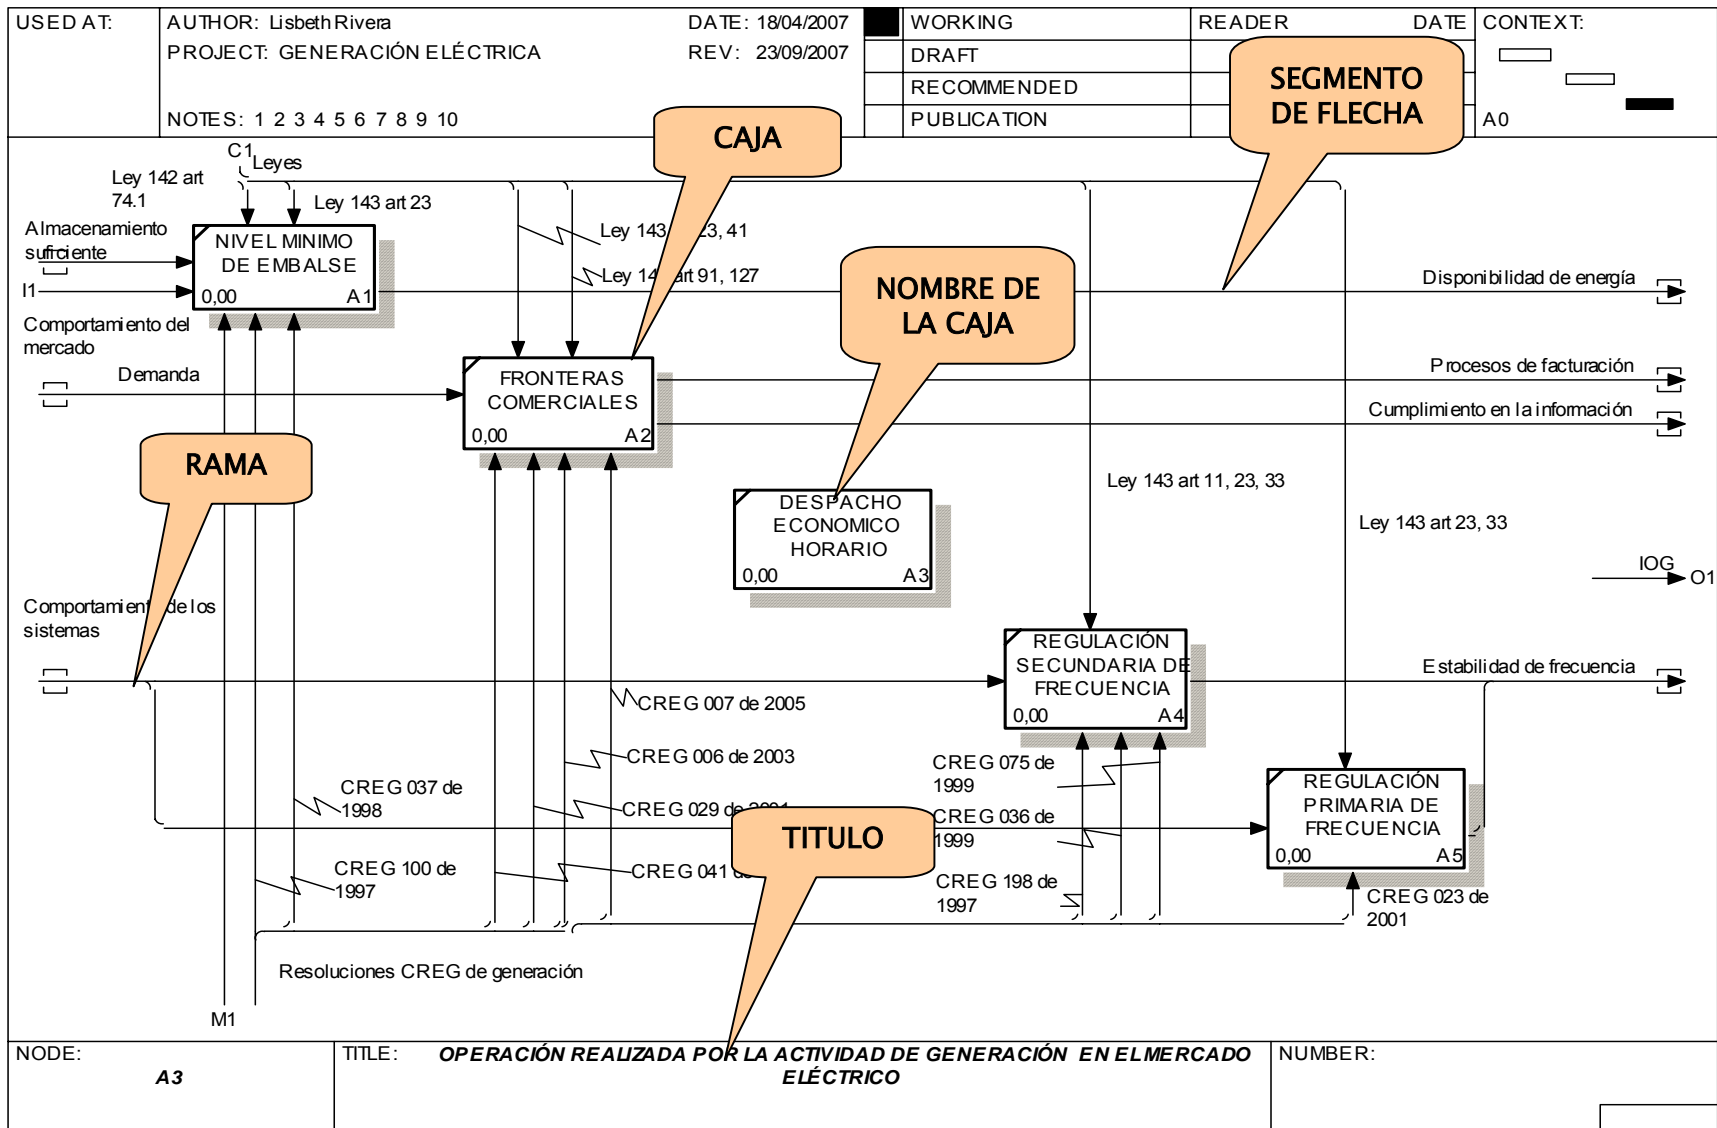 USED AT:
AUTHOR: Lisbeth Rivera
DATE: 18/04/2007
PROJECT: GENERACIÓN ELÉCTRICA
REV: 23/09/2007
NOTES: 1 2 3 4 5 6 7 8 9 10
WORKING
DRAFT
RECOMMENDED
PUBLICATION
READER
DATE
CONTEXT:
A0
SEGMENTO
DE FLECHA
CAJA
C1
Leyes
Ley 142 art
74.1
Ley 143 art 23
Almacenamiento
suficiente
I1
NIVEL MINIMO
DE EMBALSE
0,00
A1
Ley 143 23, 41
Ley art 91, 127
NOMBRE DE
LA CAJA
Disponibilidad de energía
Comportamiento del
mercado
Demanda
FRONTERAS
COMERCIALES
0,00
A2
Procesos de facturación
Cumplimiento en la información
RAMA
DESPACHO
ECONOMICO
HORARIO
0,00
A3
Ley 143 art 11, 23, 33
Ley 143 art 23, 33
IOG
O1
Comportamiento de los
sistemas
REGULACIÓN
SECUNDARIA DE
FRECUENCIA
0,00
A4
Estabilidad de frecuencia
CREG 007 de 2005
CREG 006 de 2003
CREG 075 de
1999
CREG 037 de
1998
CREG 029 de
CREG 036 de
1999
TITULO
REGULACIÓN
PRIMARIA DE
FRECUENCIA
0,00
A5
CREG 100 de
1997
CREG 041
CREG 198 de
1997
CREG 023 de
2001
Resoluciones CREG de generación
M1
NODE:
A3
TITLE:
OPERACIÓN REALIZADA POR LA ACTIVIDAD DE GENERACIÓN EN EL MERCADO
ELÉCTRICO
NUMBER: